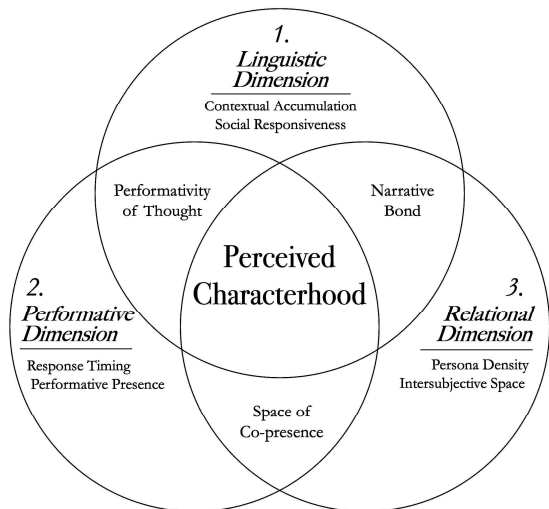 1.
Linguistic
Dimension
Contextual Accumulation
Social Responsiveness
Performativity
of Thought
Narrative
Bond
Perceived
Characterhood
2.
Performative
Dimension
Response Timing
Performative Presence
3.
Relational
Dimension
Persona Density
Intersubjective Space
Space of
Co-presence